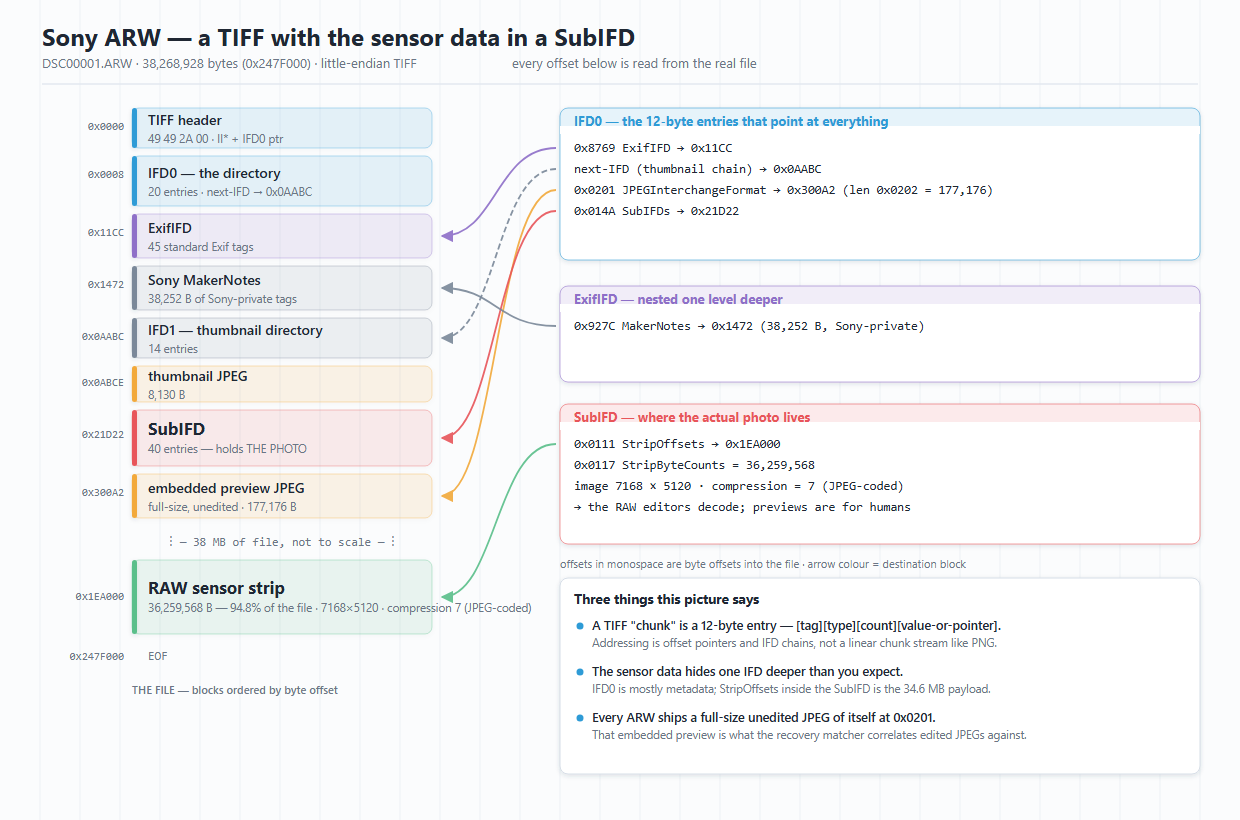 Sony ARW — a TIFF with the sensor data in a SubIFD
DSC00001.ARW · 38,268,928 bytes (0x247F000) · little-endian TIFF
every offset below is read from the real file
0x0000
TIFF header
49 49 2A 00 · II* + IFD0 ptr
0x0008
IFD0 — the directory
20 entries · next-IFD → 0x0AABC
0x11CC
ExifIFD
45 standard Exif tags
0x1472
Sony MakerNotes
38,252 B of Sony-private tags
0x0AABC
IFD1 — thumbnail directory
14 entries
0x0ABCE
thumbnail JPEG
8,130 B
0x21D22
SubIFD
40 entries — holds THE PHOTO
0x300A2
embedded preview JPEG
full-size, unedited · 177,176 B
⋮ — 38 MB of file, not to scale — ⋮
0x1EA000
RAW sensor strip
36,259,568 B — 94.8% of the file · 7168×5120 · compression 7 (JPEG-coded)
0x247F000
EOF
THE FILE — blocks ordered by byte offset
IFD0 — the 12-byte entries that point at everything
0x8769 ExifIFD → 0x11CC
next-IFD (thumbnail chain) → 0x0AABC
0x0201 JPEGInterchangeFormat → 0x300A2 (len 0x0202 = 177,176)
0x014A SubIFDs → 0x21D22
ExifIFD — nested one level deeper
0x927C MakerNotes → 0x1472 (38,252 B, Sony-private)
SubIFD — where the actual photo lives
0x0111 StripOffsets → 0x1EA000
0x0117 StripByteCounts = 36,259,568
image 7168 × 5120 · compression = 7 (JPEG-coded)
→ the RAW editors decode; previews are for humans
offsets in monospace are byte offsets into the file · arrow colour = destination block
Three things this picture says
A TIFF "chunk" is a 12-byte entry — [tag][type][count][value-or-pointer].
Addressing is offset pointers and IFD chains, not a linear chunk stream like PNG.
The sensor data hides one IFD deeper than you expect.
IFD0 is mostly metadata; StripOffsets inside the SubIFD is the 34.6 MB payload.
Every ARW ships a full-size unedited JPEG of itself at 0x0201.
That embedded preview is what the recovery matcher correlates edited JPEGs against.